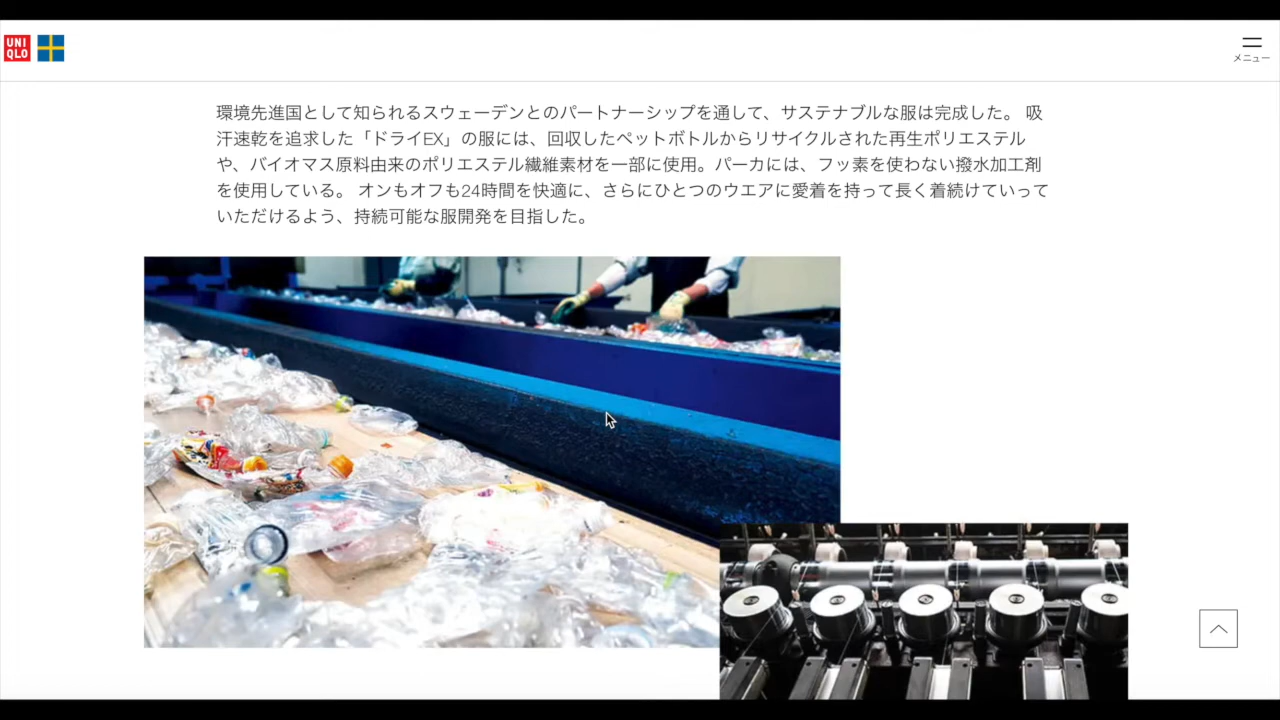 UNI
QLO
メニュー
環境先進国として知られるスウェーデンとのパートナーシップを通して、サステナブルな服は完成した。 吸
汗速乾を追求した「ドライEX」の服には、回収したペットボトルからリサイクルされた再生ポリエステル
や、バイオマス原料由来のポリエステル繊維素材を一部に使用。パーカには、フッ素を使わない撥水加工剤
を使用している。 オンもオフも24時間を快適に、さらにひとつのウエアに愛着を持って長く着続けていって
いただけるよう、持続可能な服開発を目指した。